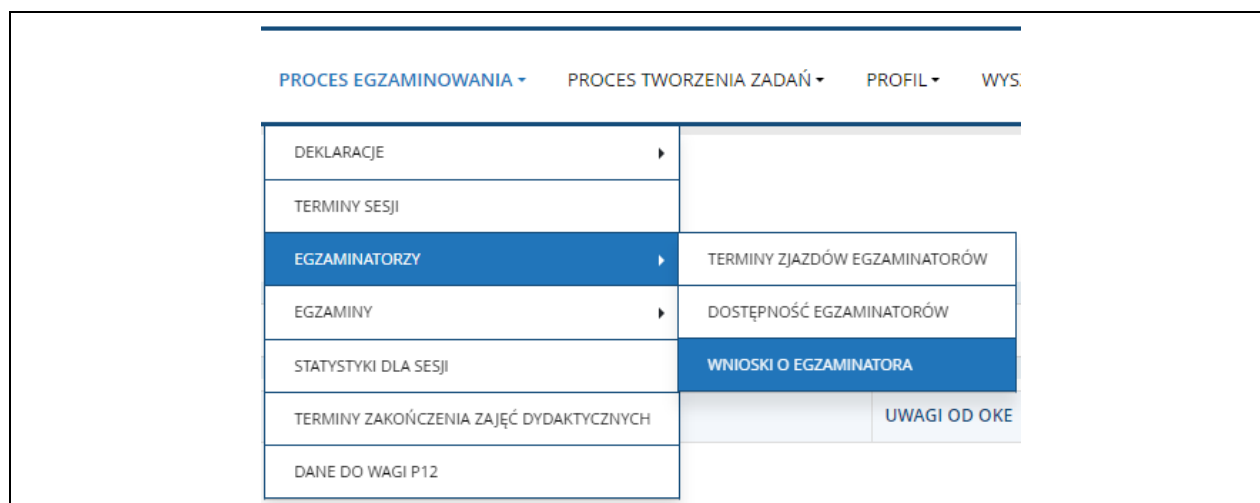 PROCES EGZAMINOWANIA PROCES TWORZENIA ZADAŃ PROFIL
DEKLARACJE
TERMINY SESJI
EGZAMINATORZY TERMINY ZJAZDÓW EGZAMINATORÓW
EGZAMINY DOSTĘPNOŚĆ EGZAMINATORÓW
STATYSTYKI DLA SESJI WNIOSKI O EGZAMINATORA
TERMINY ZAKOŃCZENIA ZAJĘĆ DYDAKTYCZNYCH UWAGI OD OKE
DANE DO WAGI P12